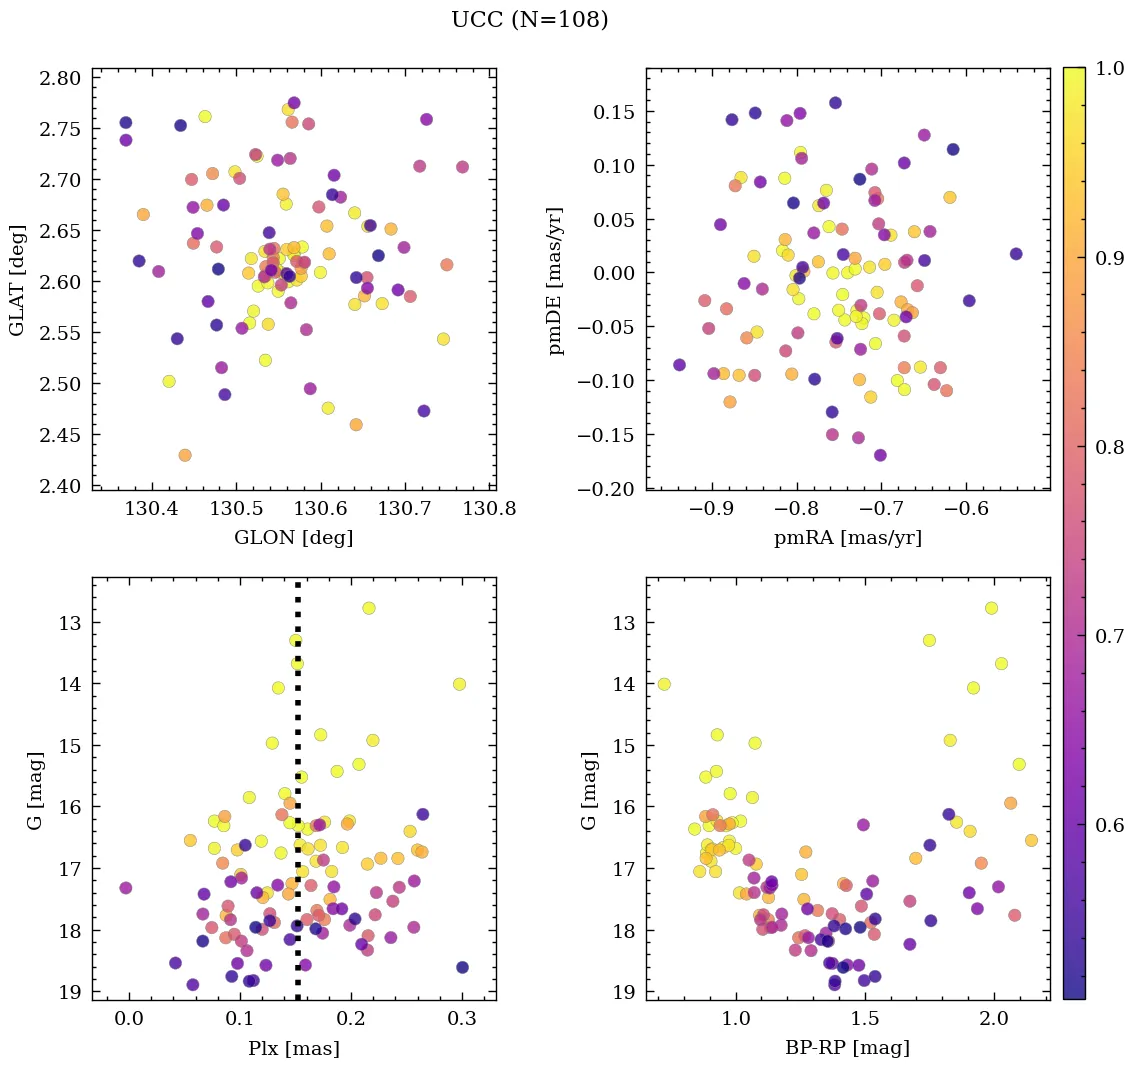 UCC (N=108)
2.80
2.75
2.70
2.65
2.60
2.55
2.50
2.45
2.40
GLAT [deg]
130.4 130.5 130.6 130.7 130.8
GLON [deg]
0.15
0.10
0.05
0.00
−0.05
−0.10
−0.15
−0.20
pmDE [mas/yr]
−0.9 −0.8 −0.7 −0.6
pmRA [mas/yr]
13
14
15
16
17
18
19
G [mag]
0.0 0.1 0.2 0.3
Plx [mas]
13
14
15
16
17
18
19
G [mag]
1.0 1.5 2.0
BP-RP [mag]
1.0
0.9
0.8
0.7
0.6